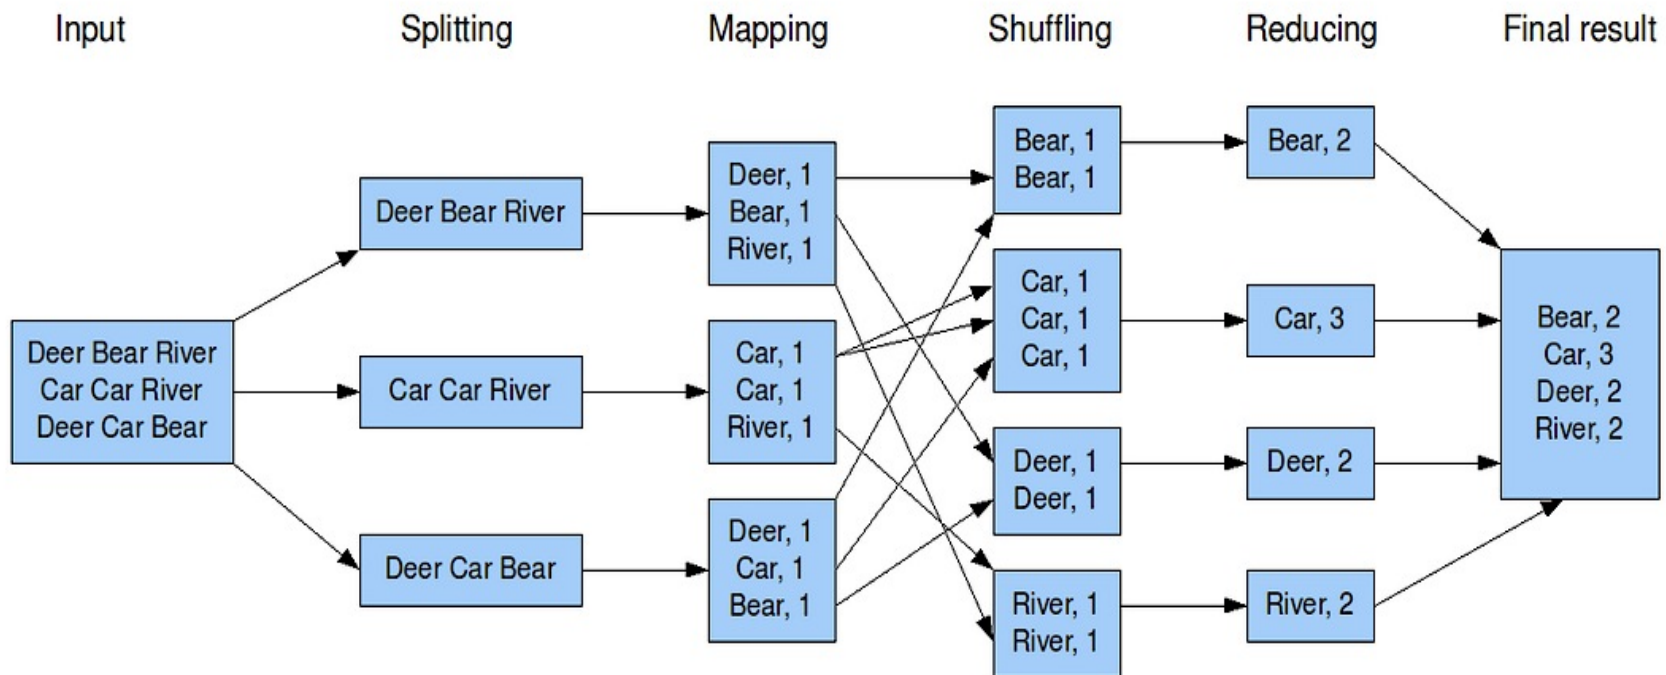 Input
Splitting
Mapping
Shuffling
Reducing
Final result
Deer Bear River
Car Car River
Deer Car Bear
Deer Bear River
Car Car River
Deer Car Bear
Deer, 1
Bear, 1
River, 1
Car, 1
Car, 1
River, 1
Deer, 1
Car, 1
Bear, 1
Bear, 1
Bear, 1
Car, 1
Car, 1
Car, 1
Deer, 1
Deer, 1
River, 1
River, 1
Bear, 2
Car, 3
Deer, 2
River, 2
Bear, 2
Car, 3
Deer, 2
River, 2